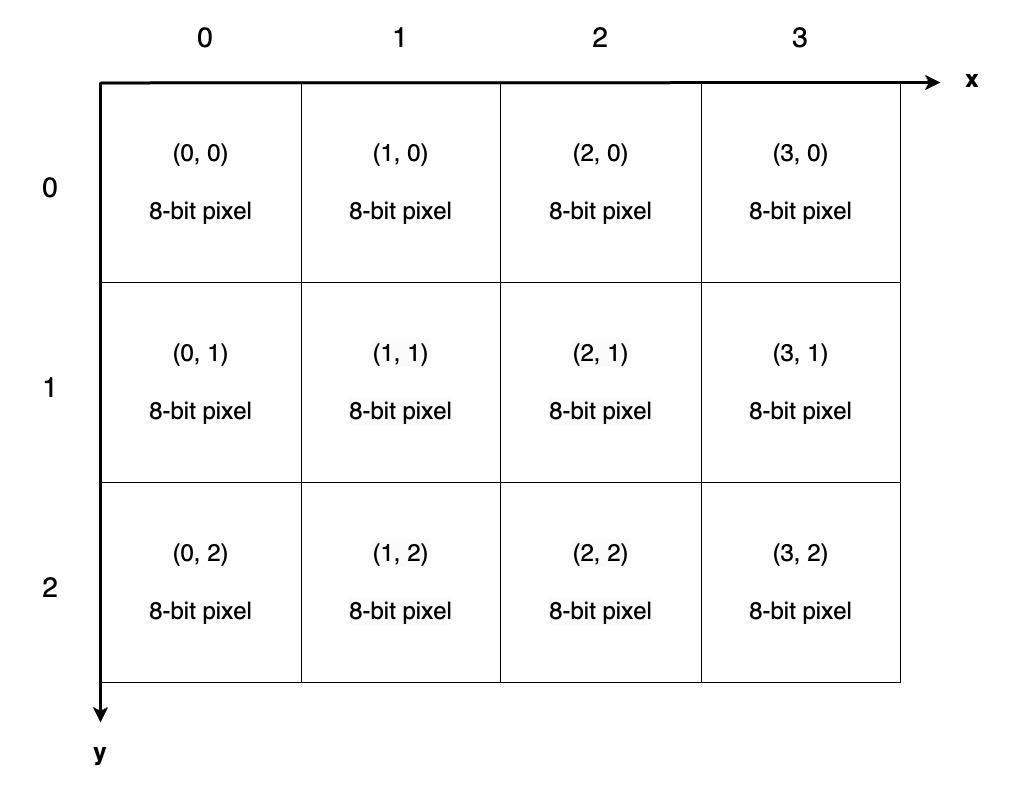 0 1 2 3
x
(0, 0) (1, 0) (2, 0) (3, 0)
0
8-bit pixel 8-bit pixel 8-bit pixel 8-bit pixel
(0, 1) (1, 1) (2, 1) (3, 1)
1
8-bit pixel 8-bit pixel 8-bit pixel 8-bit pixel
(0, 2) (1, 2) (2, 2) (3, 2)
2
8-bit pixel 8-bit pixel 8-bit pixel 8-bit pixel
y